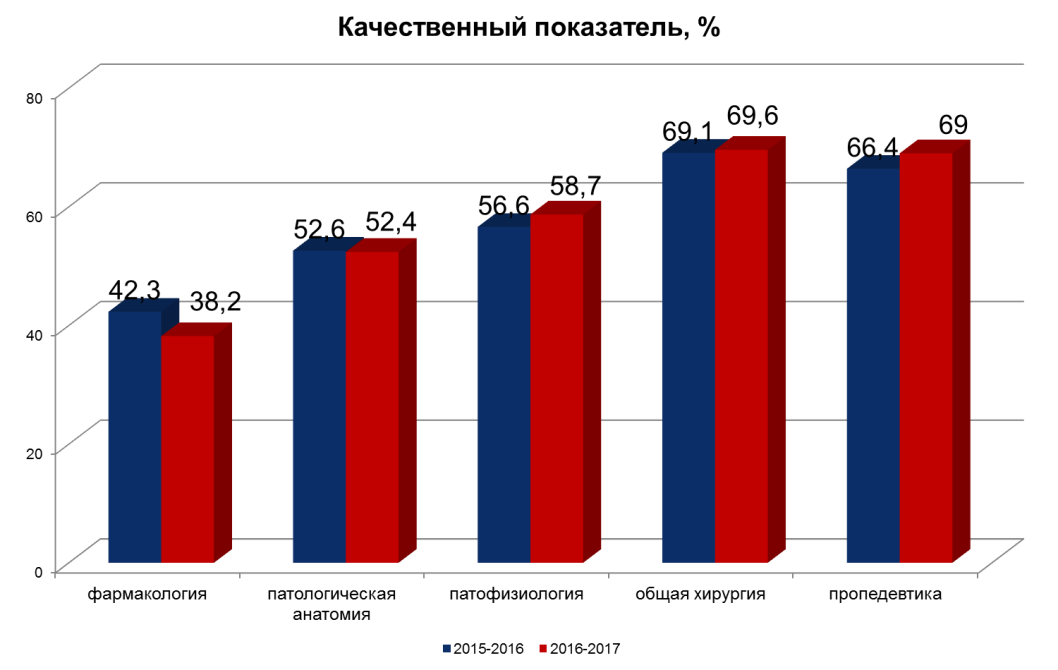 Качественный показатель, %
80
60
40
20
0
42,3
38,2
52,6
52,4
56,6
58,7
69,1
69,6
66,4
69
фармакология
патологическая
анатомия
патофизиология
общая хирургия
пропедевтика
2015-2016
2016-2017